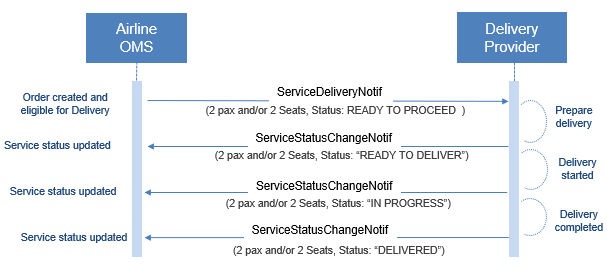 Airline
OMS
Delivery
Provider
ServiceDeliveryNotif
Order created and
eligible for Delivery
(2 pax and/or 2 Seats, Status: READY TO PROCEED )
Prepare
delivery
ServiceStatusChangeNotif
Service status updated
(2 pax and/or 2 Seats, Status: “READY TO DELIVER”)
Delivery
started
ServiceStatusChangeNotif
Service status updated
(2 pax and/or 2 Seats, Status: “IN PROGRESS”)
Delivery
completed
ServiceStatusChangeNotif
Service status updated
(2 pax and/or 2 Seats, Status: “DELIVERED”)